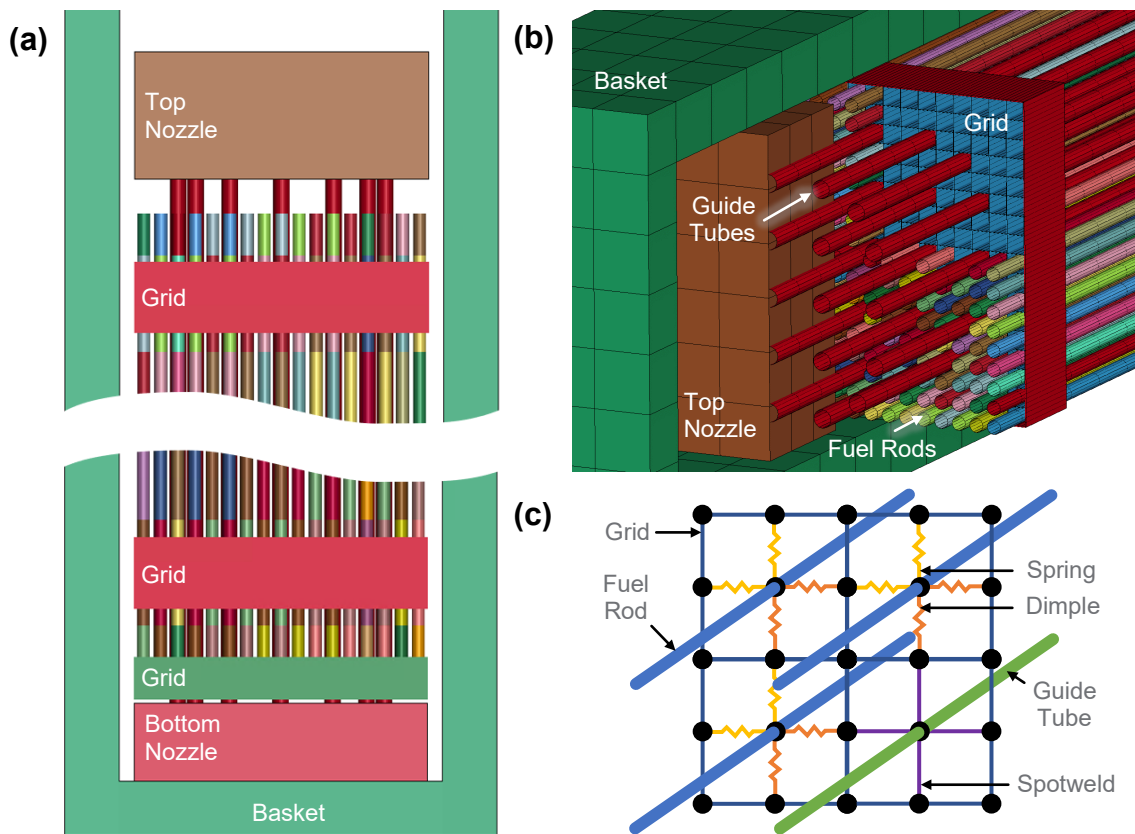 (a)
Top
Nozzle
Grid
Grid
Grid
Bottom
Nozzle
Basket
(b)
Basket
Grid
Guide
Tubes
Top
Nozzle
Fuel Rods
(c)
Grid
Fuel
Rod
Spring
Dimple
Guide
Tube
Spotweld